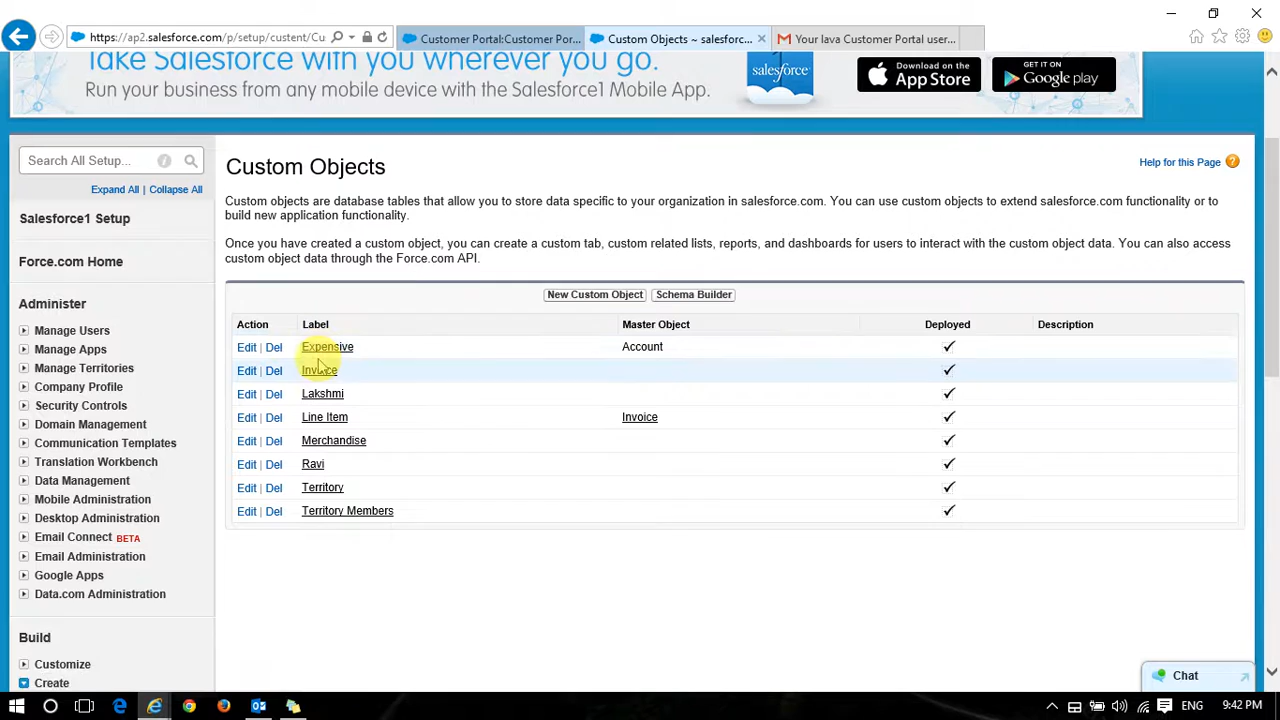 https://ap2.salesforce.com/p/setup/custent/Cu
Customer Portal:Customer Por...
Custom Objects ~ salesforc...
Your lava Customer Portal user...
Take Salesforce with you wherever you go.
Run your business from any mobile device with the Salesforce1 Mobile App.
salesforce
Download on the
App Store
GET IT ON
Google play
Search All Setup...
Expand All | Collapse All
Salesforce1 Setup
Force.com Home
Administer
Manage Users
Manage Apps
Manage Territories
Company Profile
Security Controls
Domain Management
Communication Templates
Translation Workbench
Data Management
Mobile Administration
Desktop Administration
Email Connect BETA
Email Administration
Google Apps
Data.com Administration
Build
Customize
Create
Custom Objects
Help for this Page ?
Custom objects are database tables that allow you to store data specific to your organization in salesforce.com. You can use custom objects to extend salesforce.com functionality or to
build new application functionality.
Once you have created a custom object, you can create a custom tab, custom related lists, reports, and dashboards for users to interact with the custom object data. You can also access
custom object data through the Force.com API.
New Custom Object Schema Builder
Action Label Master Object Deployed Description
Edit | Del Expensive Account
Edit | Del Invoice
Edit | Del Lakshmi
Edit | Del Line Item Invoice
Edit | Del Merchandise
Edit | Del Ravi
Edit | Del Territory
Edit | Del Territory Members
Chat
ENG 9:42 PM